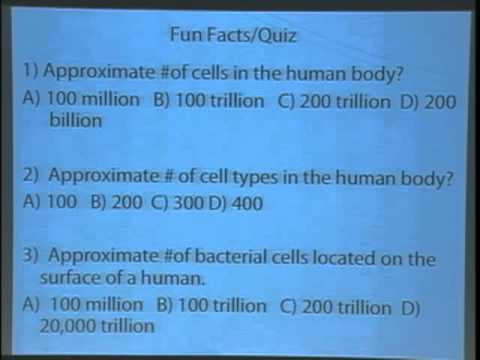 Fun Facts/Quiz
1) Approximate #of cells in the human body?
A) 100 million B) 100 trillion C) 200 trillion D) 200
billion
2) Approximate # of cell types in the human body?
A) 100 B) 200 C) 300 D) 400
3) Approximate #of bacterial cells located on the
surface of a human.
A) 100 million B) 100 trillion C) 200 trillion D)
20,000 trillion